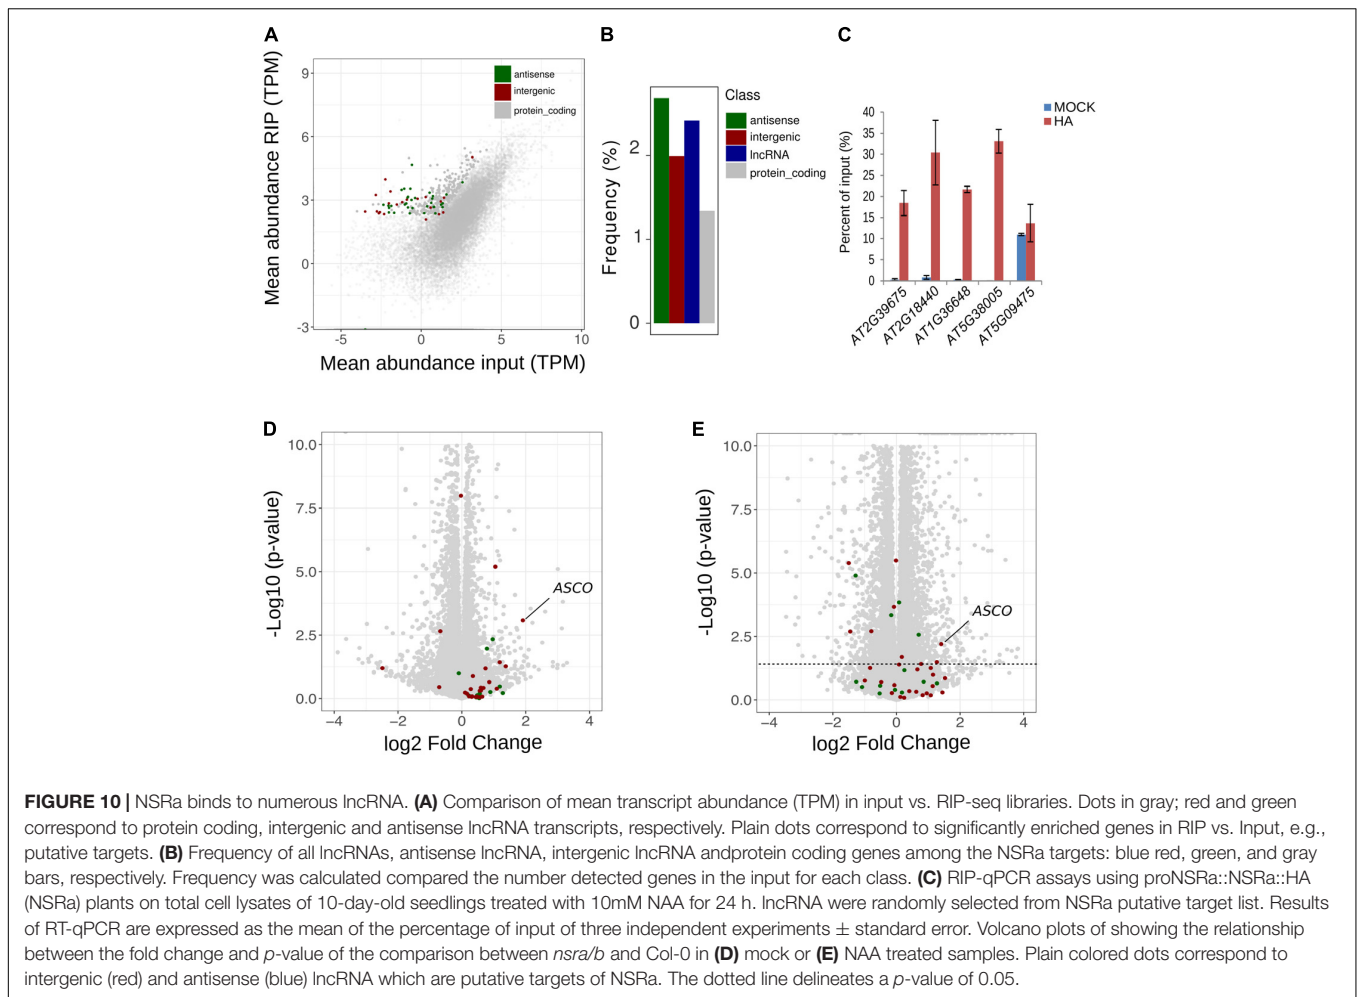 A
B
C
Mean abundance RIP (TPM)
9
6
3
0
-3
antisense
intergenic
protein_coding
-5
0
5
10
Mean abundance input (TPM)
Frequency (%)
2
1
0
Class
antisense
intergenic
lncRNA
protein_coding
Percent of input (%)
40
35
30
25
20
15
10
5
0
MOCK
HA
AT2G39675
AT2G18440
AT1G36648
AT5G38005
AT5G09475
D
-Log10 (p-value)
10.0
7.5
5.0
2.5
0.0
ASCO
−4
−2
0
2
4
log2 Fold Change
E
-Log10 (p-value)
10.0
7.5
5.0
2.5
0.0
ASCO
−4
−2
0
2
4
log2 Fold Change
FIGURE 10 | NSRa binds to numerous lncRNA. (A) Comparison of mean transcript abundance (TPM) in input vs. RIP-seq libraries. Dots in gray; red and green
correspond to protein coding, intergenic and antisense lncRNA transcripts, respectively. Plain dots correspond to significantly enriched genes in RIP vs. Input, e.g.,
putative targets. (B) Frequency of all lncRNAs, antisense lncRNA, intergenic lncRNA andprotein coding genes among the NSRa targets: blue red, green, and gray
bars, respectively. Frequency was calculated compared the number detected genes in the input for each class. (C) RIP-qPCR assays using proNSRa::NSRa::HA
(NSRa) plants on total cell lysates of 10-day-old seedlings treated with 10mM NAA for 24 h. lncRNA were randomly selected from NSRa putative target list. Results
of RT-qPCR are expressed as the mean of the percentage of input of three independent experiments ± standard error. Volcano plots of showing the relationship
between the fold change and p-value of the comparison between nsra/b and Col-0 in (D) mock or (E) NAA treated samples. Plain colored dots correspond to
intergenic (red) and antisense (blue) lncRNA which are putative targets of NSRa. The dotted line delineates a p-value of 0.05.